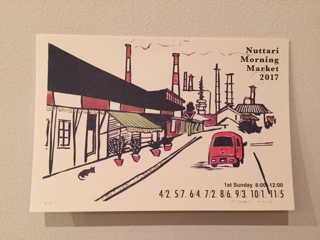 Nuttari
Morning
Market
2017
1st Sunday 8:00-12:00
4/2. 5/7. 6/4. 7/2. 8/6. 9/3. 10/1. 11/5